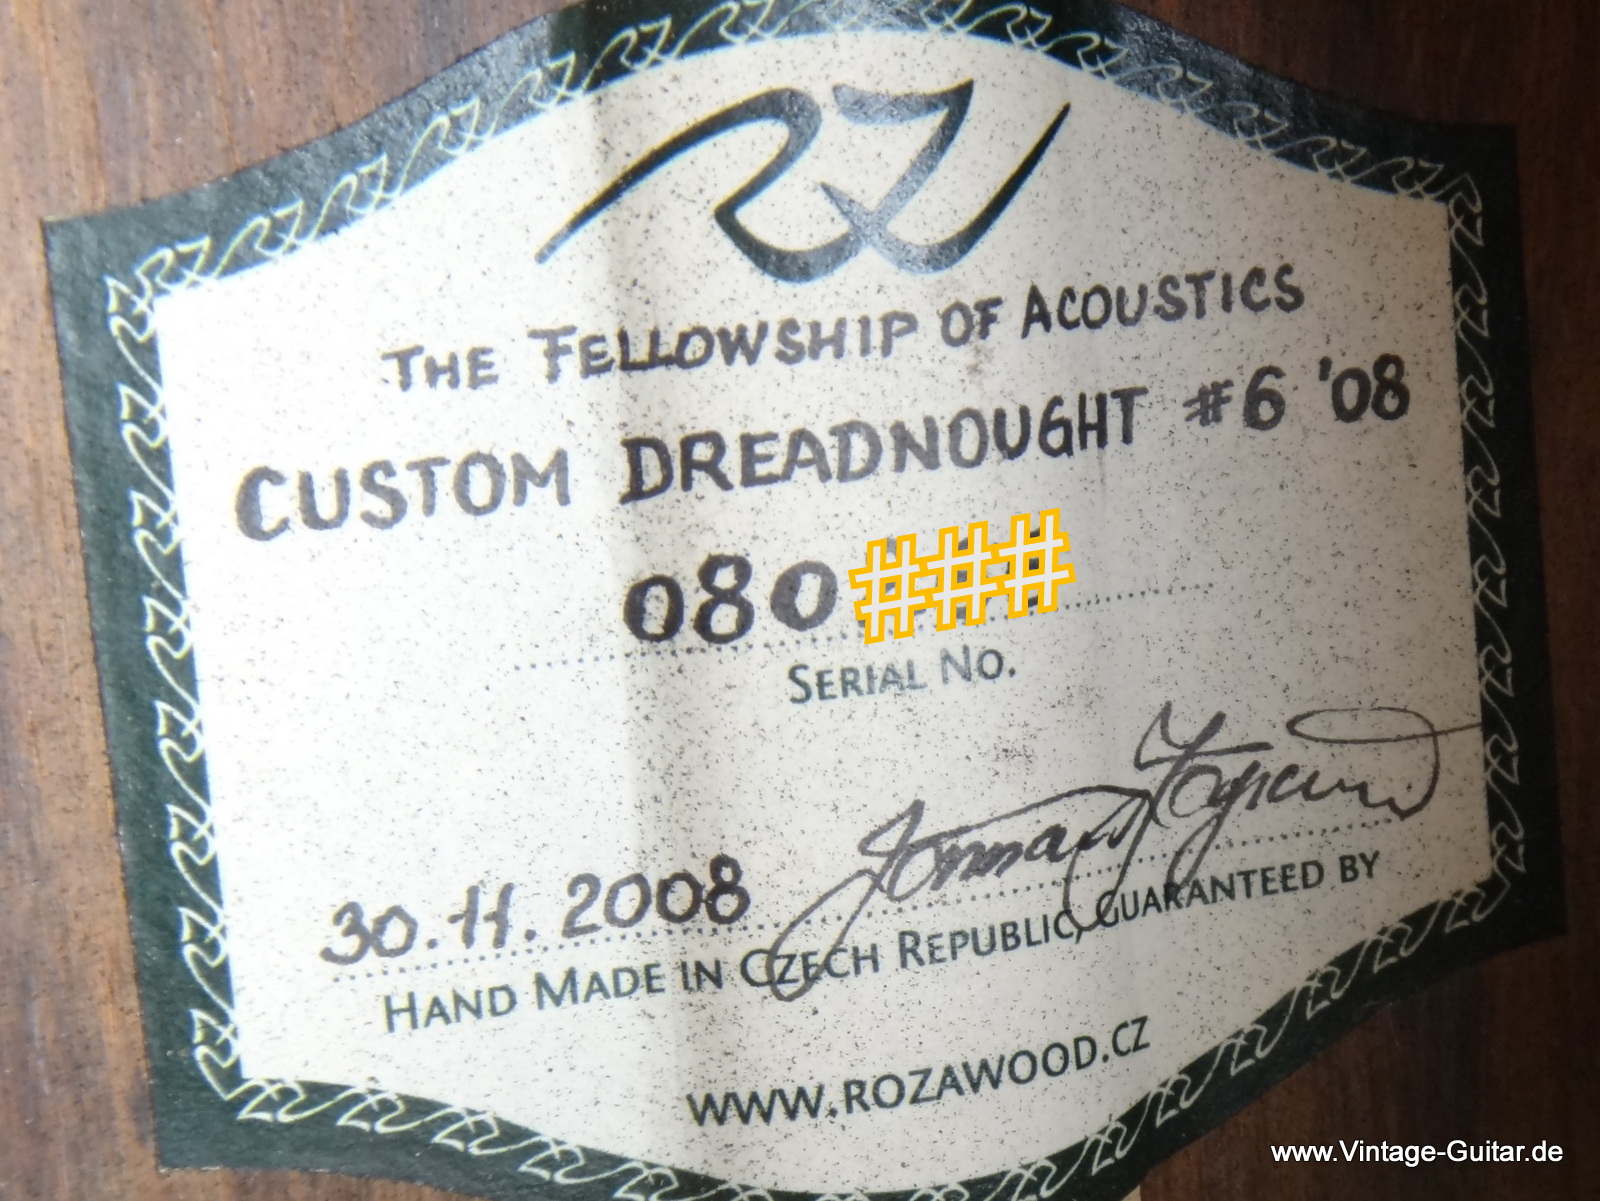 RZ
THE FELLOWSHIP OF ACOUSTICS
CUSTOM DREADNOUGHT #6 '08
080###
SERIAL NO.
30.11.2008
HAND MADE IN CZECH REPUBLIC, GUARANTEED BY
WWW.ROZAWOOD.CZ
www.Vintage-Guitar.de